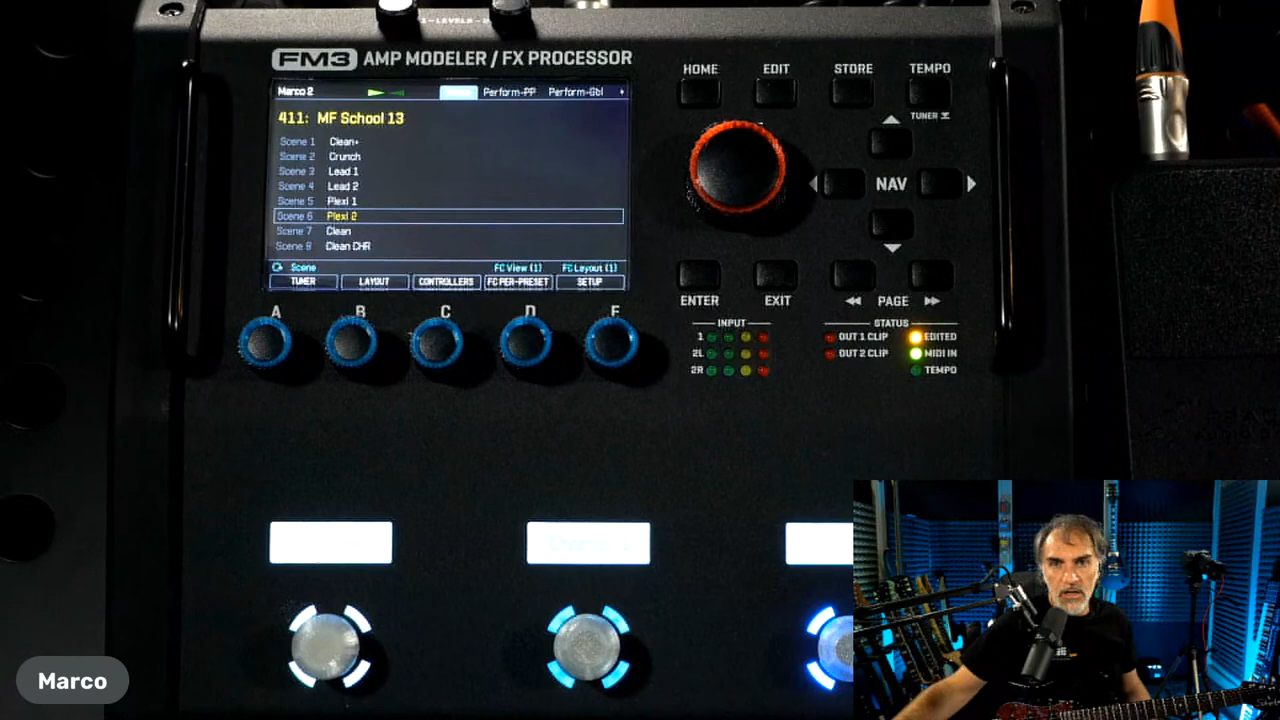 FM3 AMP MODELER / FX PROCESSOR
HOME EDIT STORE TEMPO
TUNER
Marco 2 Perform-PP Perform-Gbl
411: MF School 13
Scene 1 Clean+
Scene 2 Crunch
Scene 3 Lead 1
Scene 4 Lead 2
Scene 5 Plexi 1
Scene 6 Plexi 2
Scene 7 Clean
Scene 8 Clean CHR
Scene FC View (1) FC Layout (1)
TUNER LAYOUT CONTROLLERS FC PER-PRESET SETUP
NAV
ENTER EXIT PAGE
A B C D E
INPUT STATUS
1 OUT 1 CLIP EDITED
2L OUT 2 CLIP MIDI IN
2R TEMPO
Marco